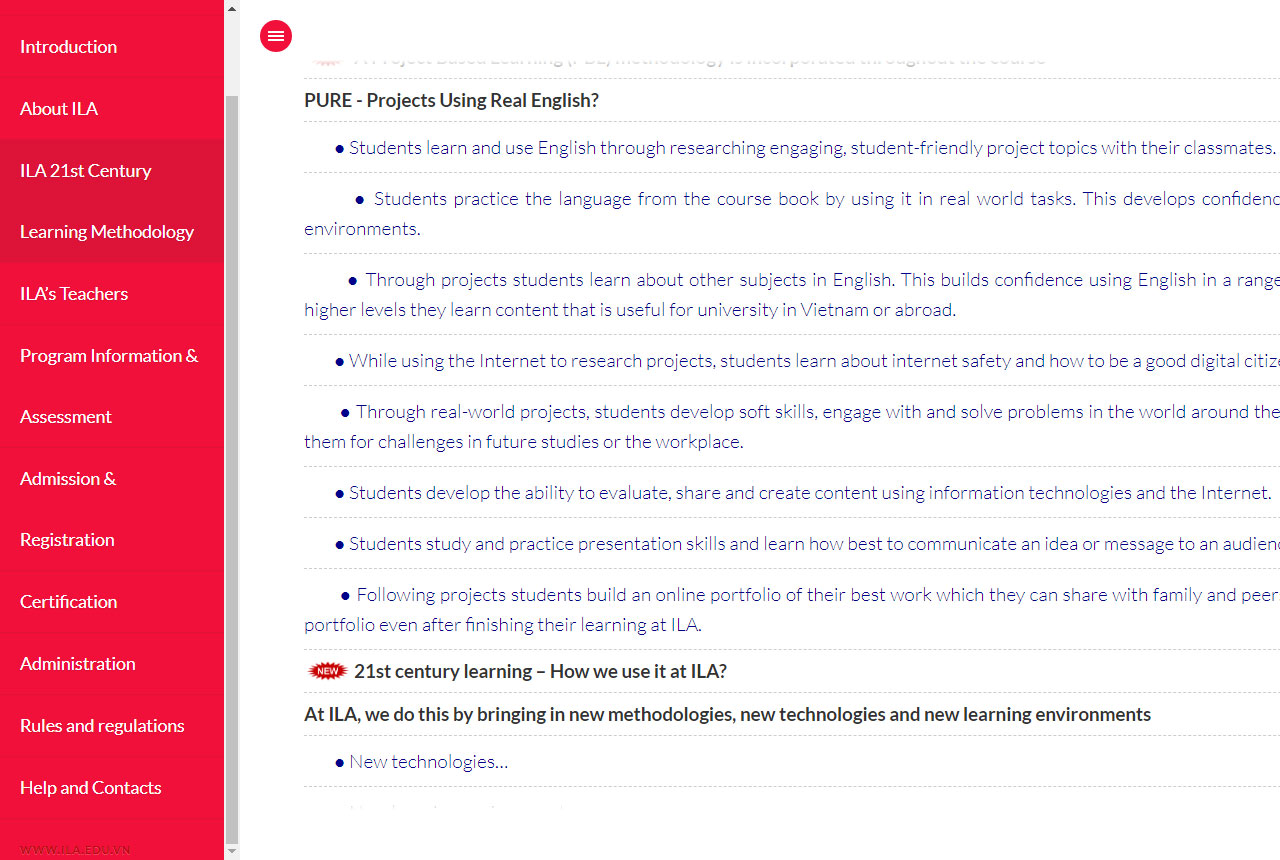 Introduction
About ILA
ILA 21st Century
Learning Methodology
ILA's Teachers
Program Information &
Assessment
Admission &
Registration
Certification
Administration
Rules and regulations
Help and Contacts
WWW.ILA.EDU.VN
A Project Based Learning (PBL) methodology is incorporated throughout the course
PURE - Projects Using Real English?
● Students learn and use English through researching engaging, student-friendly project topics with their classmates.
● Students practice the language from the course book by using it in real world tasks. This develops confidenc
environments.
● Through projects students learn about other subjects in English. This builds confidence using English in a range
higher levels they learn content that is useful for university in Vietnam or abroad.
● While using the Internet to research projects, students learn about internet safety and how to be a good digital citize
● Through real-world projects, students develop soft skills, engage with and solve problems in the world around the
them for challenges in future studies or the workplace.
● Students develop the ability to evaluate, share and create content using information technologies and the Internet.
● Students study and practice presentation skills and learn how best to communicate an idea or message to an audienc
● Following projects students build an online portfolio of their best work which they can share with family and peer
portfolio even after finishing their learning at ILA.
NEW 21st century learning – How we use it at ILA?
At ILA, we do this by bringing in new methodologies, new technologies and new learning environments
● New technologies…